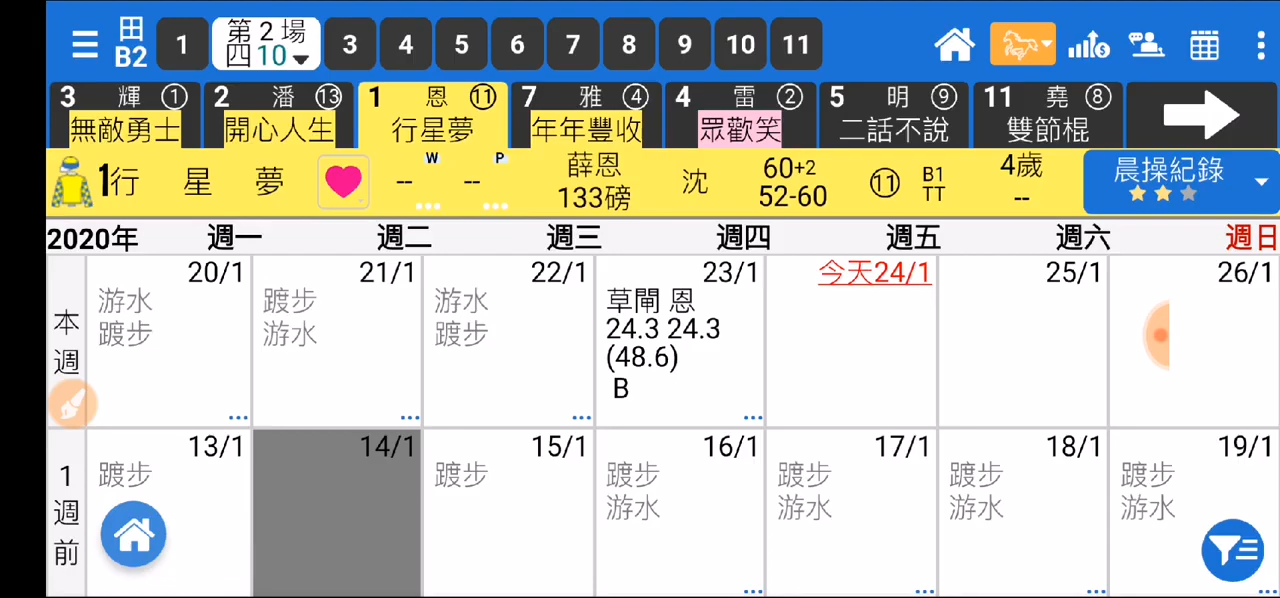 田
B2
1
第2場
四10
3 4 5 6 7 8 9 10 11
3 輝 ①
無敵勇士
2 潘 ⑬
開心人生
1 恩 ⑪
行星夢
7 雅 ④
年年豐收
4 雷 ②
眾歡笑
5 明 ⑨
二話不說
11 堯 ⑧
雙節棍
1行 星 夢
W
--
P
--
薛恩
133磅
沈
60+2
52-60
⑪
B1
TT
4歲
--
晨操紀錄
2020年 週一 週二 週三 週四 週五 週六 週日
本週
20/1
游水
踱步
21/1
踱步
游水
22/1
游水
踱步
23/1
草閘 恩
24.3 24.3
(48.6)
B
今天24/1
25/1
26/1
1週前
13/1
踱步
14/1
15/1
踱步
16/1
踱步
游水
17/1
踱步
游水
18/1
踱步
游水
19/1
踱步
游水